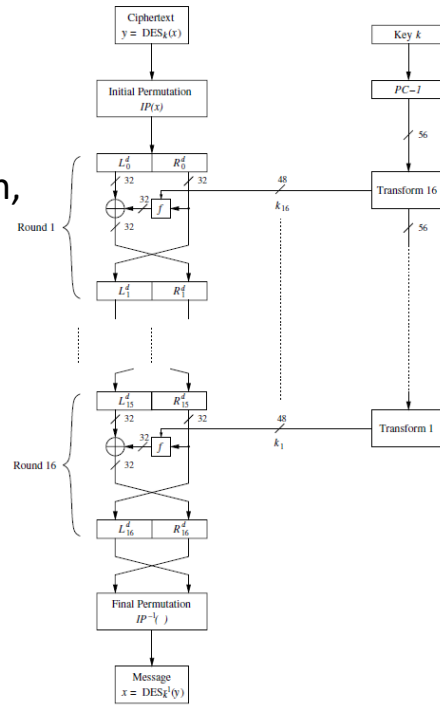 Ciphertext
y = DES_k(x)
Key k
Initial Permutation
IP(x)
PC–1
56
L_0^d R_0^d
n,
32 32
48
Transform 16
32
f
k_16
56
Round 1
32
L_1^d R_1^d
L_15^d R_15^d
32 32
48
Transform 1
32
f
k_1
Round 16
32
L_16^d R_16^d
Final Permutation
IP^–1( )
Message
x = DES_k^1(y)